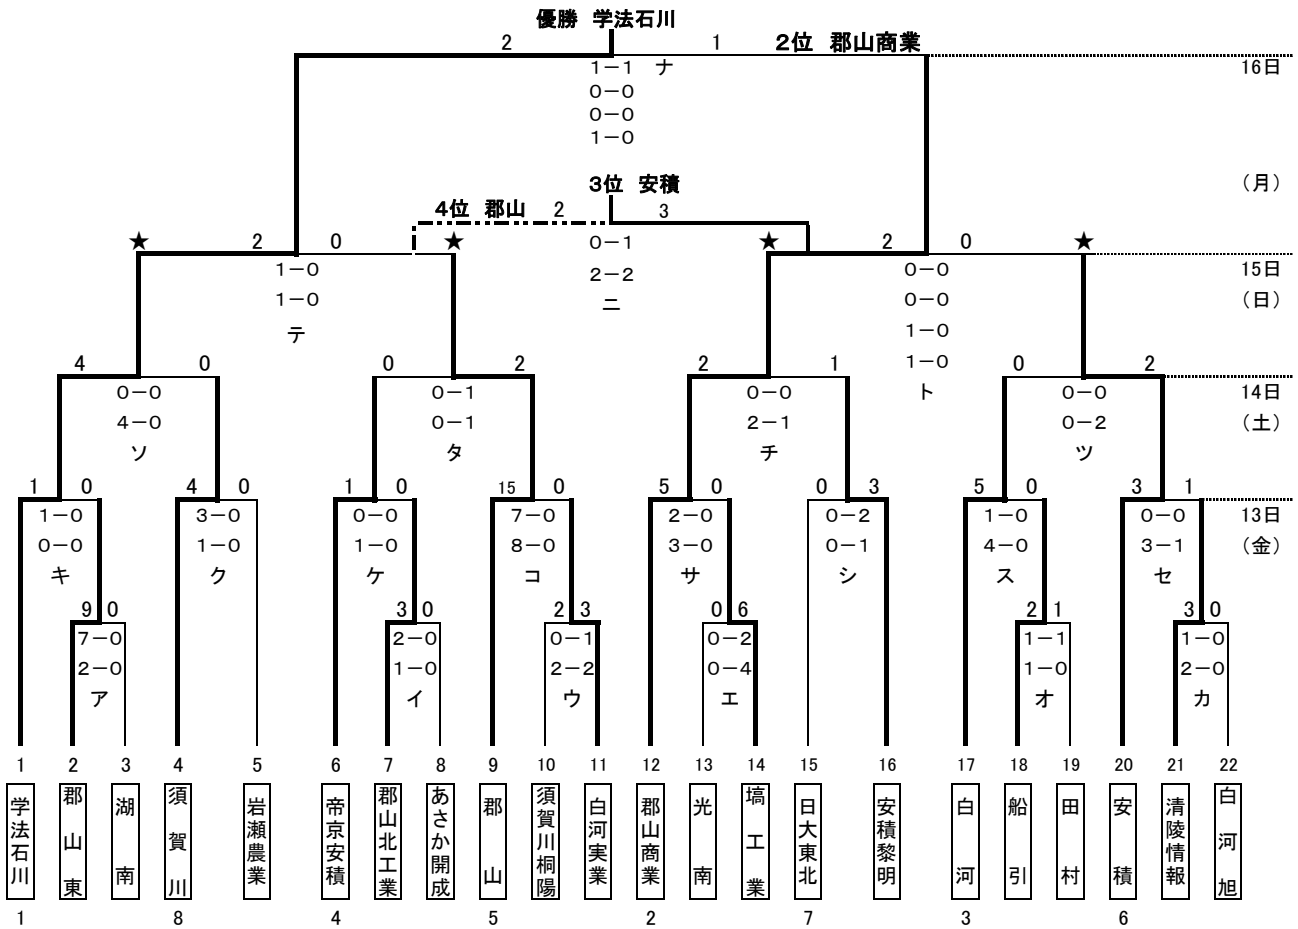 優勝 学法石川
2 1 2位 郡山商業
1－1 ナ 16日
0－0
0－0
1－0
3位 安積 （月）
4位 郡山 2 3
★ 2 0 ★ 0－1 ★ 2 0 ★
1－0 2－2 0－0 15日
1－0 ニ 0－0 （日）
テ 1－0
4 0 0 2 2 1 1－0 0 2
0－0 0－1 0－0 ト 0－0 14日
4－0 0－1 2－1 0－2 （土）
ソ タ チ ツ
1 0 4 0 1 0 15 0 5 0 0 3 5 0 3 1
1－0 3－0 0－0 7－0 2－0 0－2 1－0 0－0 13日
0－0 1－0 1－0 8－0 3－0 0－1 4－0 3－1 （金）
キ ク ケ コ サ シ ス セ
9 0 3 0 2 3 0 6 2 1 3 0
7－0 2－0 0－1 0－2 1－1 1－0
2－0 1－0 2－2 0－4 1－0 2－0
ア イ ウ エ オ カ
1 2 3 4 5 6 7 8 9 10 11 12 13 14 15 16 17 18 19 20 21 22
学法石川
郡山東
湖南
須賀川
岩瀬農業
帝京安積
郡山北工業
あさか開成
郡山
須賀川桐陽
白河実業
郡山商業
光南
塙工業
日大東北
安積黎明
白河
船引
田村
安積
清陵情報
白河旭
1 8 4 5 2 7 3 6